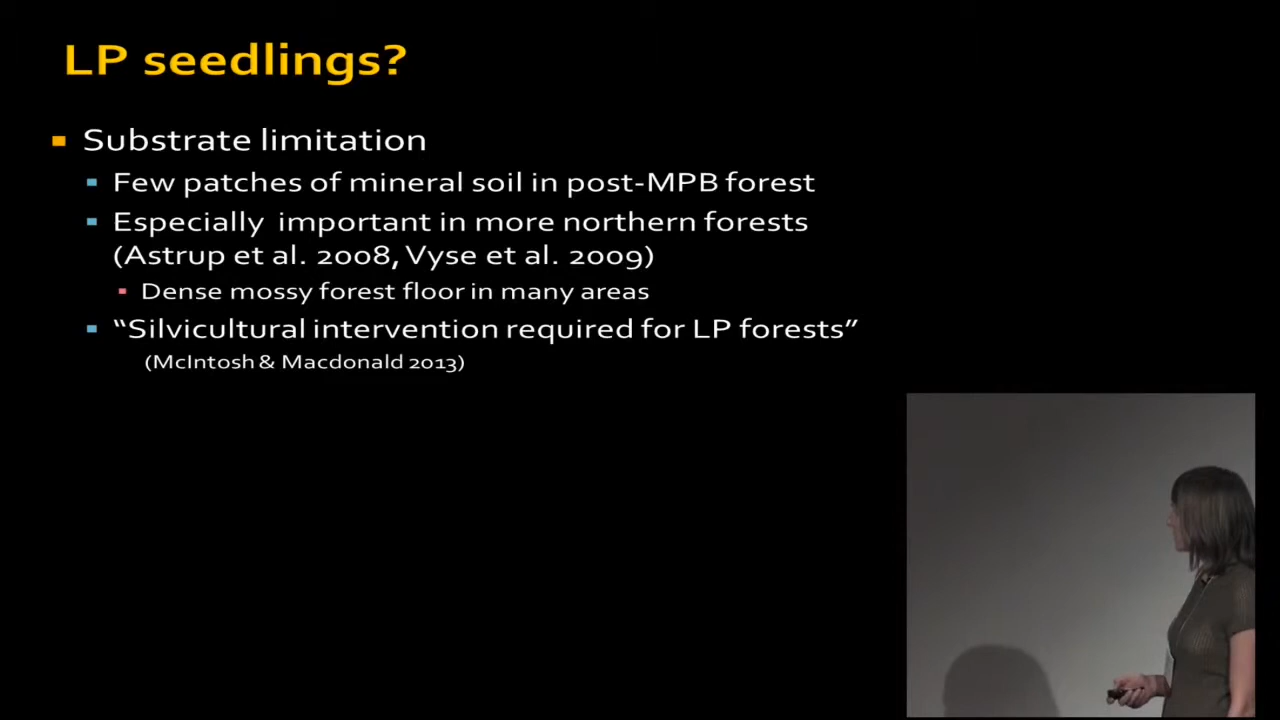 LP seedlings?
Substrate limitation
Few patches of mineral soil in post-MPB forest
Especially important in more northern forests
(Astrup et al. 2008, Vyse et al. 2009)
Dense mossy forest floor in many areas
“Silvicultural intervention required for LP forests”
(McIntosh & Macdonald 2013)